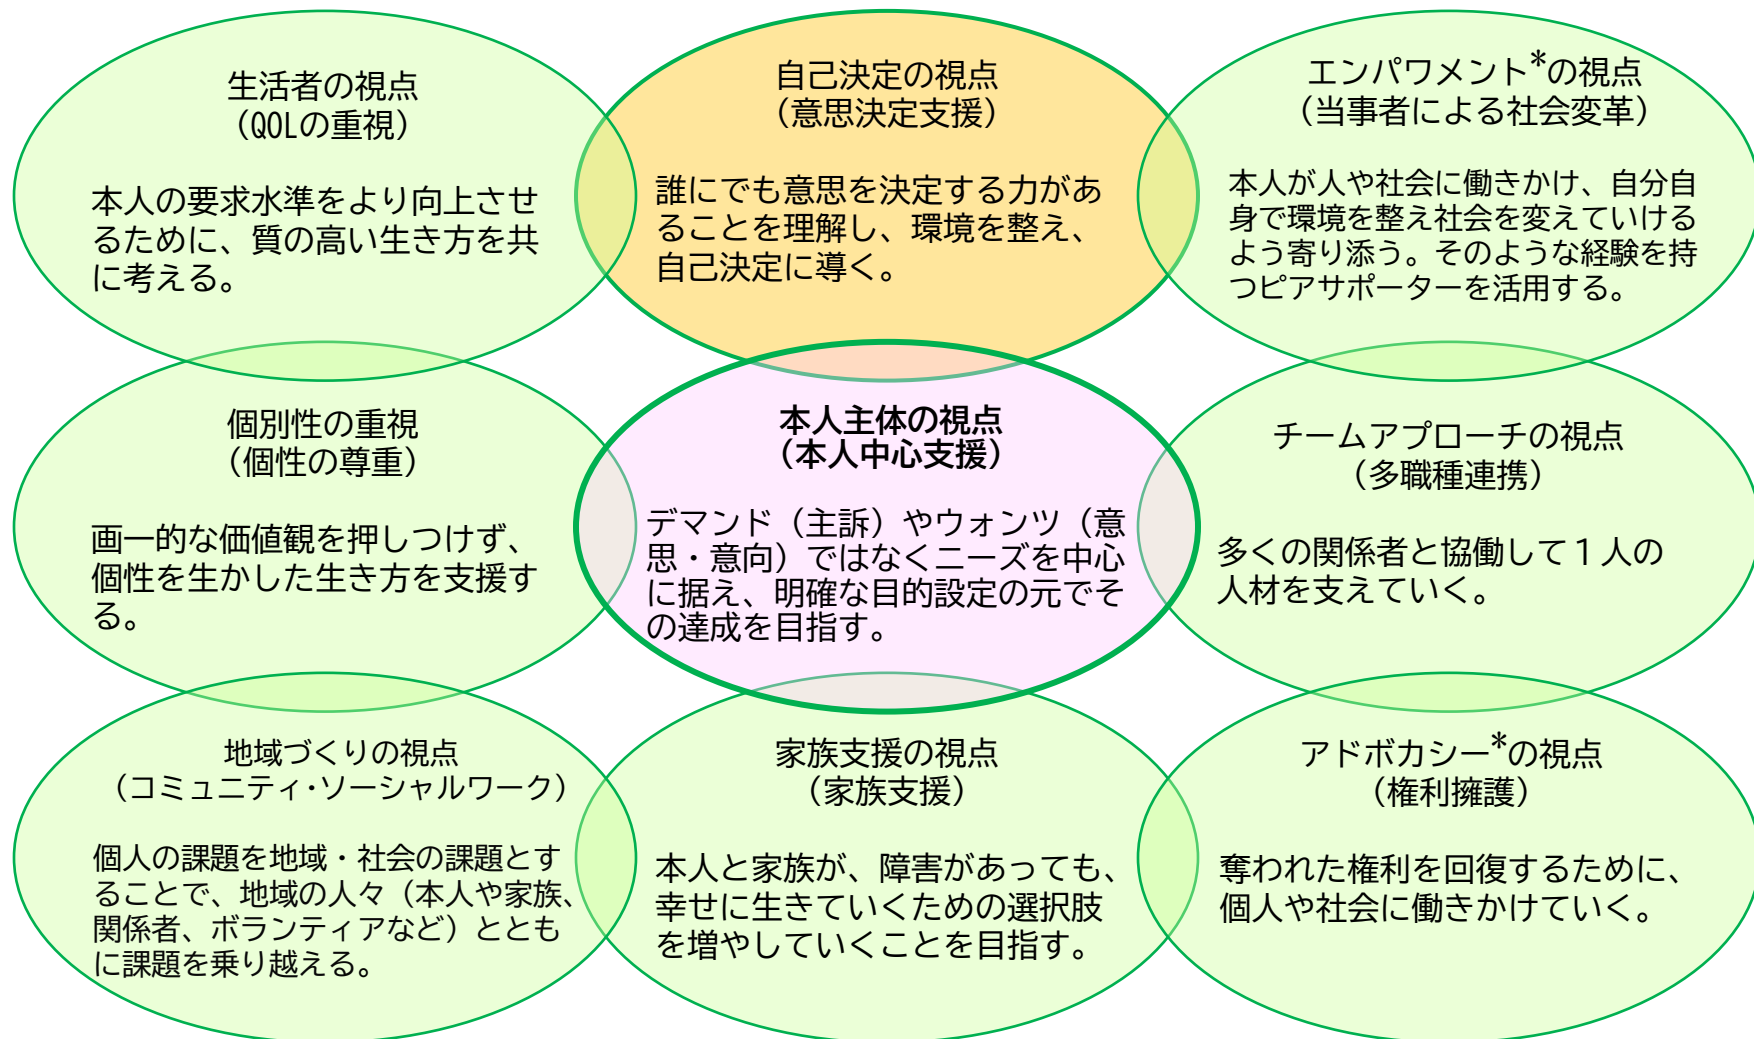 生活者の視点
（QOLの重視）
本人の要求水準をより向上させ
るために、質の高い生き方を共
に考える。
自己決定の視点
（意思決定支援）
誰にでも意思を決定する力があ
ることを理解し、環境を整え、
自己決定に導く。
エンパワメント*の視点
（当事者による社会変革）
本人が人や社会に働きかけ、自分自
身で環境を整え社会を変えていける
よう寄り添う。そのような経験を持
つピアサポーターを活用する。
個別性の重視
（個性の尊重）
画一的な価値観を押しつけず、
個性を生かした生き方を支援す
る。
本人主体の視点
（本人中心支援）
デマンド（主訴）やウォンツ（意
思・意向）ではなくニーズを中心
に据え、明確な目的設定の元でそ
の達成を目指す。
チームアプローチの視点
（多職種連携）
多くの関係者と協働して１人の
人材を支えていく。
地域づくりの視点
（コミュニティ・ソーシャルワーク）
個人の課題を地域・社会の課題とす
ることで、地域の人々（本人や家族、
関係者、ボランティアなど）ととも
に課題を乗り越える。
家族支援の視点
（家族支援）
本人と家族が、障害があっても、
幸せに生きていくための選択肢
を増やしていくことを目指す。
アドボカシー*の視点
（権利擁護）
奪われた権利を回復するために、
個人や社会に働きかけていく。